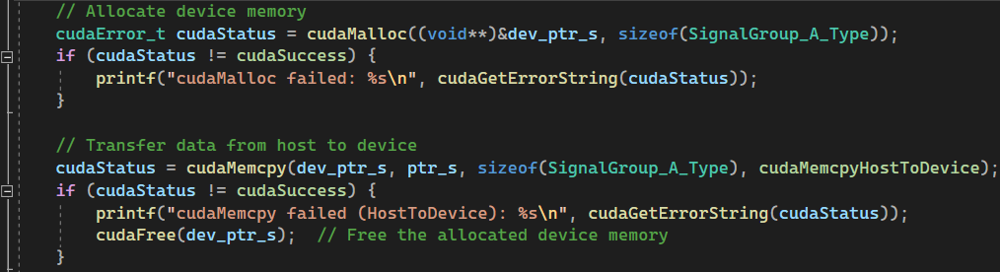 // Allocate device memory
cudaError_t cudaStatus = cudaMalloc((void**)&dev_ptr_s, sizeof(SignalGroup_A_Type));
if (cudaStatus != cudaSuccess) {
printf("cudaMalloc failed: %s\n", cudaGetErrorString(cudaStatus));
}
// Transfer data from host to device
cudaStatus = cudaMemcpy(dev_ptr_s, ptr_s, sizeof(SignalGroup_A_Type), cudaMemcpyHostToDevice);
if (cudaStatus != cudaSuccess) {
printf("cudaMemcpy failed (HostToDevice): %s\n", cudaGetErrorString(cudaStatus));
cudaFree(dev_ptr_s);  // Free the allocated device memory
}